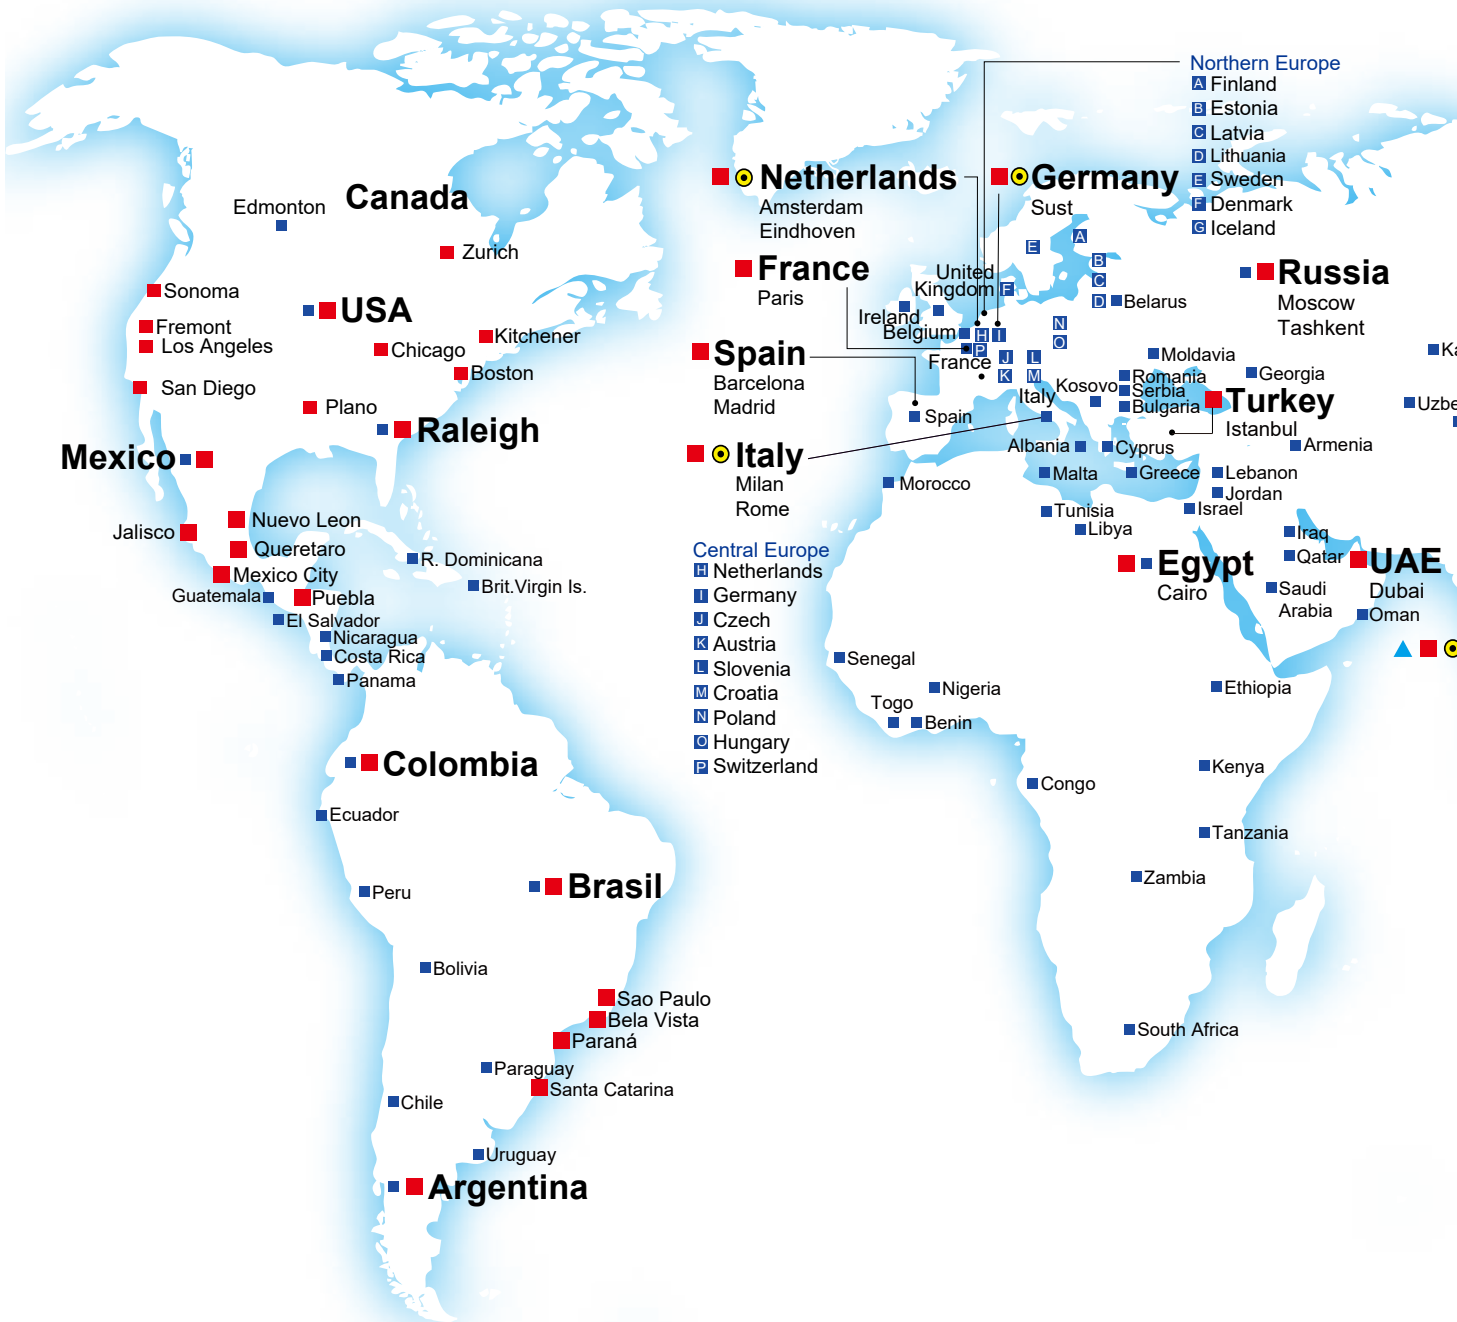 Northern Europe
A Finland
B Estonia
C Latvia
D Lithuania
E Sweden
F Denmark
G Iceland
Netherlands
Amsterdam
Eindhoven
Germany
Sust
Canada
Edmonton
Zurich
Sonoma
USA
Fremont
Los Angeles
Kitchener
Chicago
Boston
San Diego
Plano
Raleigh
Mexico
France
Paris
Spain
Barcelona
Madrid
Italy
Milan
Rome
E
A
B
C
D
F
United
Kingdom
Ireland
Belgium
H
I
P
France
J
K
L
M
N
O
Belarus
Russia
Moscow
Tashkent
Moldavia
Romania
Serbia
Bulgaria
Kosovo
Italy
Spain
Georgia
Turkey
Istanbul
Armenia
Albania
Cyprus
Malta
Greece
Lebanon
Jordan
Israel
Morocco
Tunisia
Libya
Iraq
Qatar
UAE
Dubai
Oman
Saudi
Arabia
Egypt
Cairo
Ka
Uzbe
Nuevo Leon
Jalisco
Queretaro
Mexico City
Guatemala
Puebla
El Salvador
Nicaragua
Costa Rica
Panama
R. Dominicana
Brit.Virgin Is.
Central Europe
H Netherlands
I Germany
J Czech
K Austria
L Slovenia
M Croatia
N Poland
O Hungary
P Switzerland
Senegal
Nigeria
Togo
Benin
Ethiopia
Congo
Kenya
Tanzania
Zambia
South Africa
Colombia
Ecuador
Brasil
Peru
Bolivia
Sao Paulo
Bela Vista
Paraná
Paraguay
Santa Catarina
Chile
Uruguay
Argentina